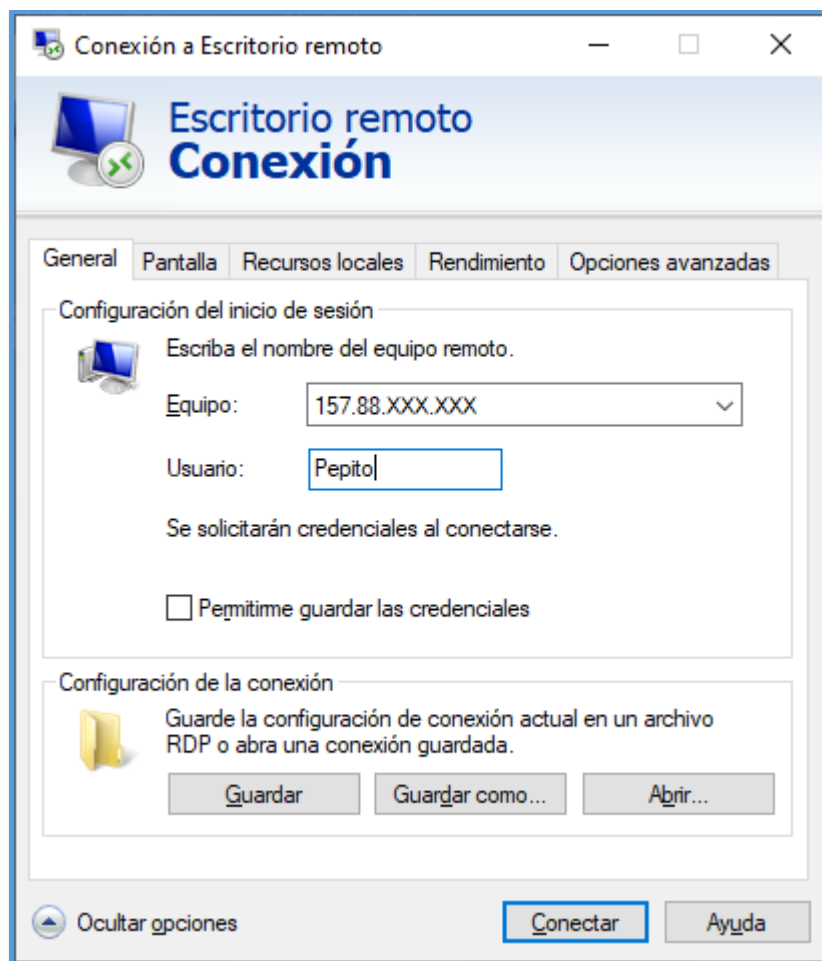 Conexión a Escritorio remoto
Escritorio remoto
Conexión
General Pantalla Recursos locales Rendimiento Opciones avanzadas
Configuración del inicio de sesión
Escriba el nombre del equipo remoto.
Equipo: 157.88.XXX.XXX
Usuario: Pepito
Se solicitarán credenciales al conectarse.
Permitirme guardar las credenciales
Configuración de la conexión
Guarde la configuración de conexión actual en un archivo
RDP o abra una conexión guardada.
Guardar Guardar como... Abrir...
Ocultar opciones Conectar Ayuda